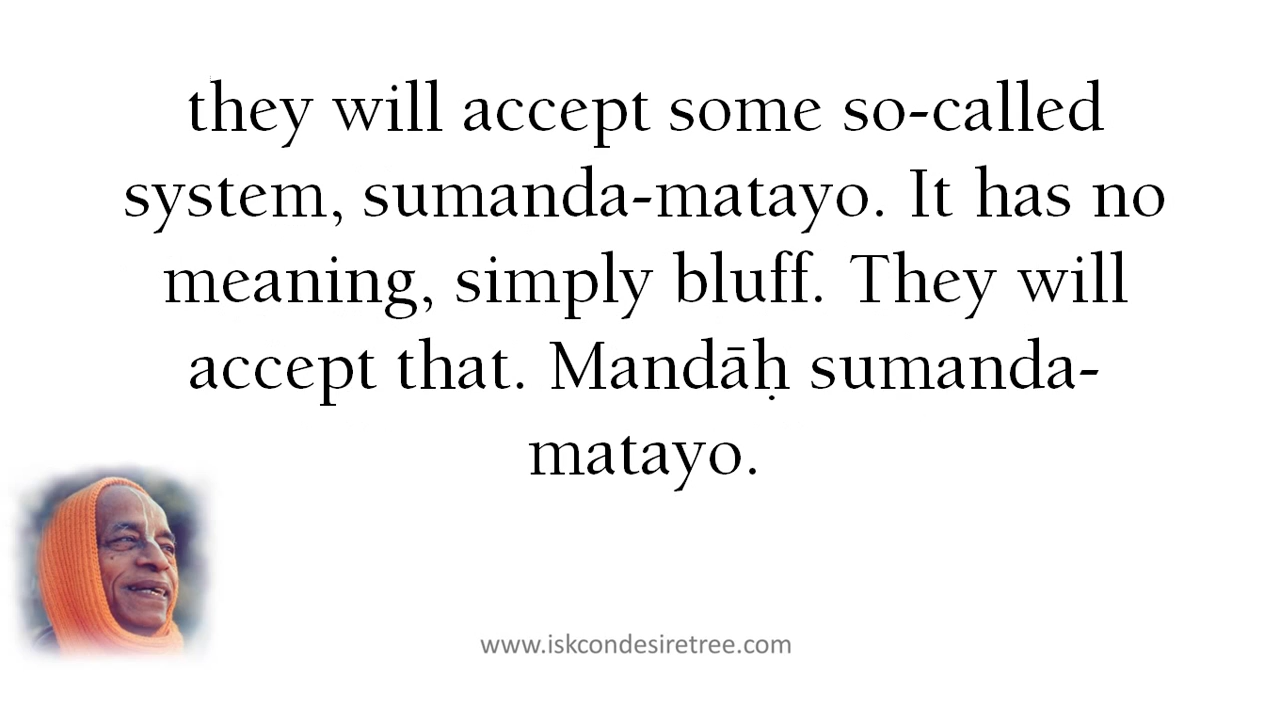 they will accept some so-called
system, sumanda-matayo. It has no
meaning, simply bluff. They will
accept that. Mandāḥ sumanda-
matayo.
www.iskcondesiretree.com